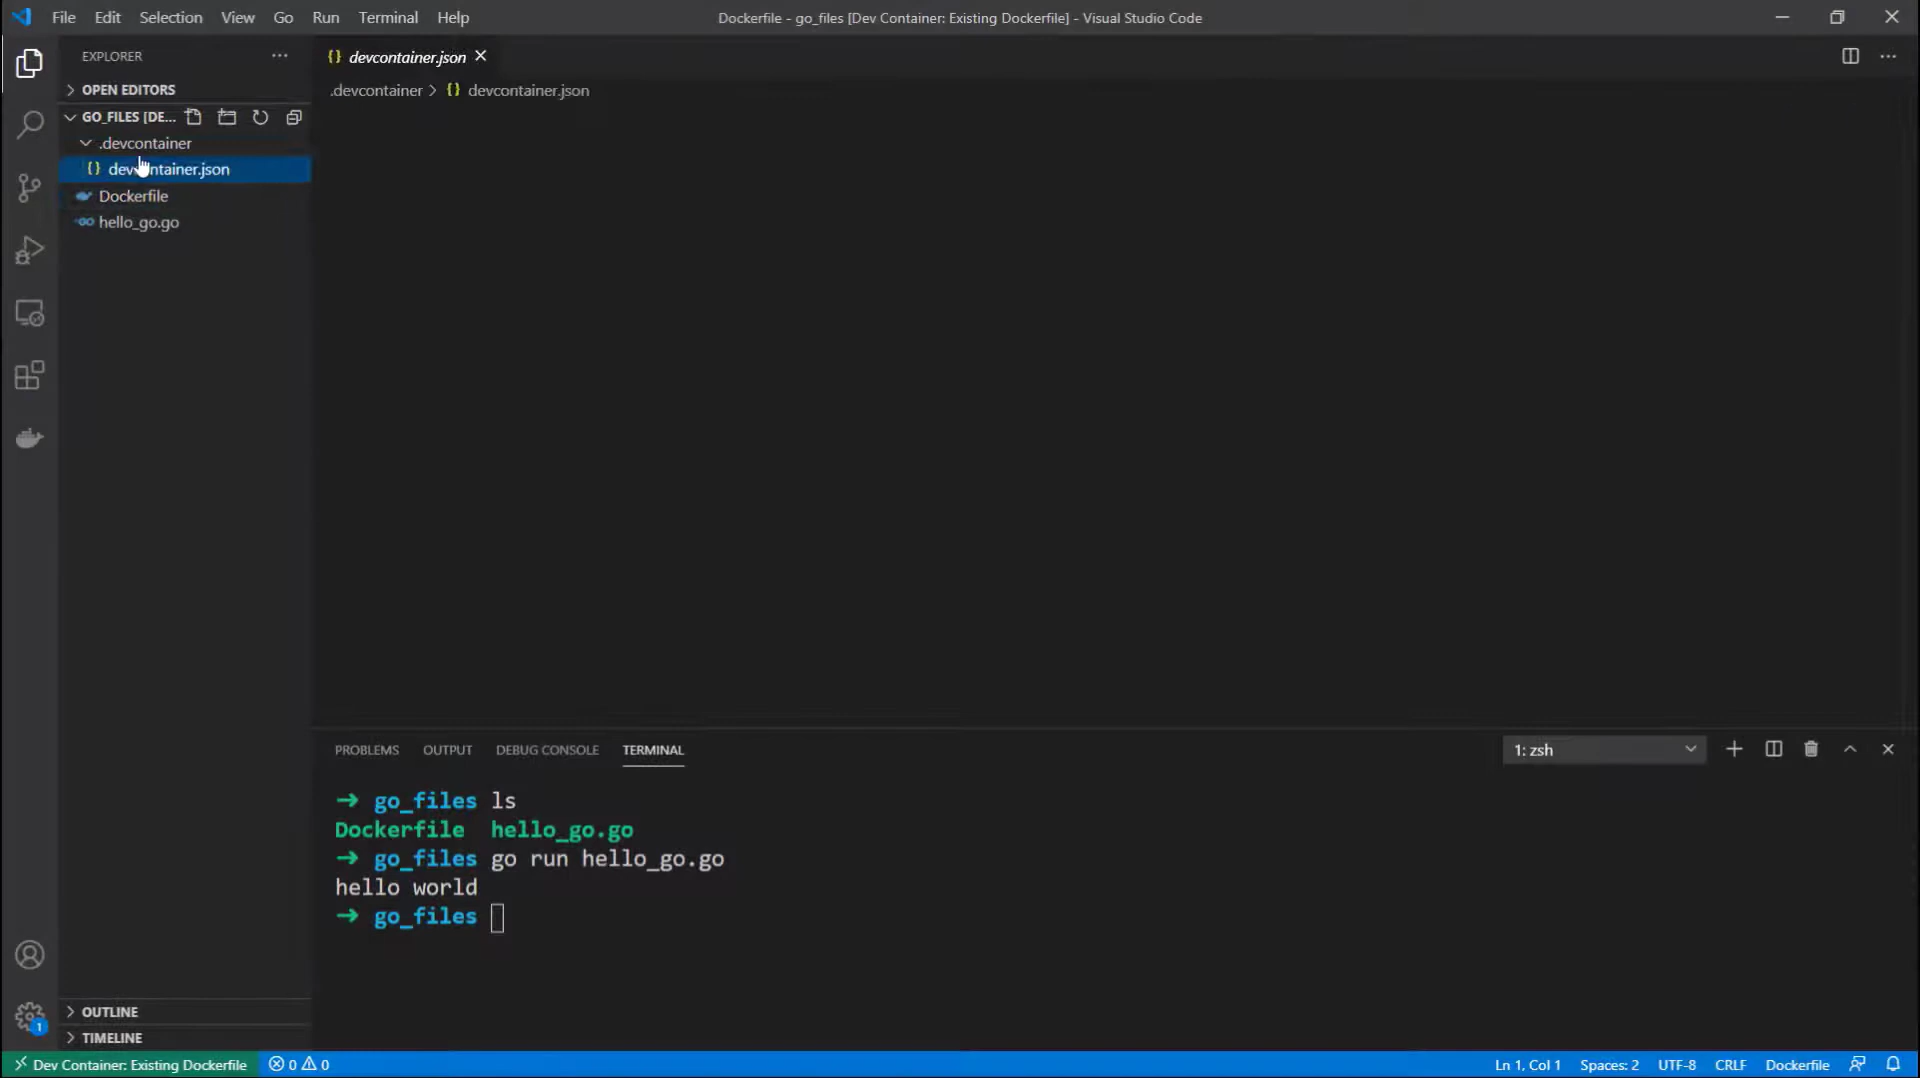 File Edit Selection View Go Run Terminal Help
Dockerfile - go_files [Dev Container: Existing Dockerfile] - Visual Studio Code
EXPLORER
devcontainer.json
OPEN EDITORS
.devcontainer > devcontainer.json
GO_FILES [DE...
.devcontainer
devcontainer.json
Dockerfile
hello_go.go
PROBLEMS OUTPUT DEBUG CONSOLE TERMINAL
1: zsh
→ go_files ls
Dockerfile hello_go.go
→ go_files go run hello_go.go
hello world
→ go_files
OUTLINE
1
TIMELINE
Dev Container: Existing Dockerfile 0 0
Ln 1, Col 1 Spaces: 2 UTF-8 CRLF Dockerfile